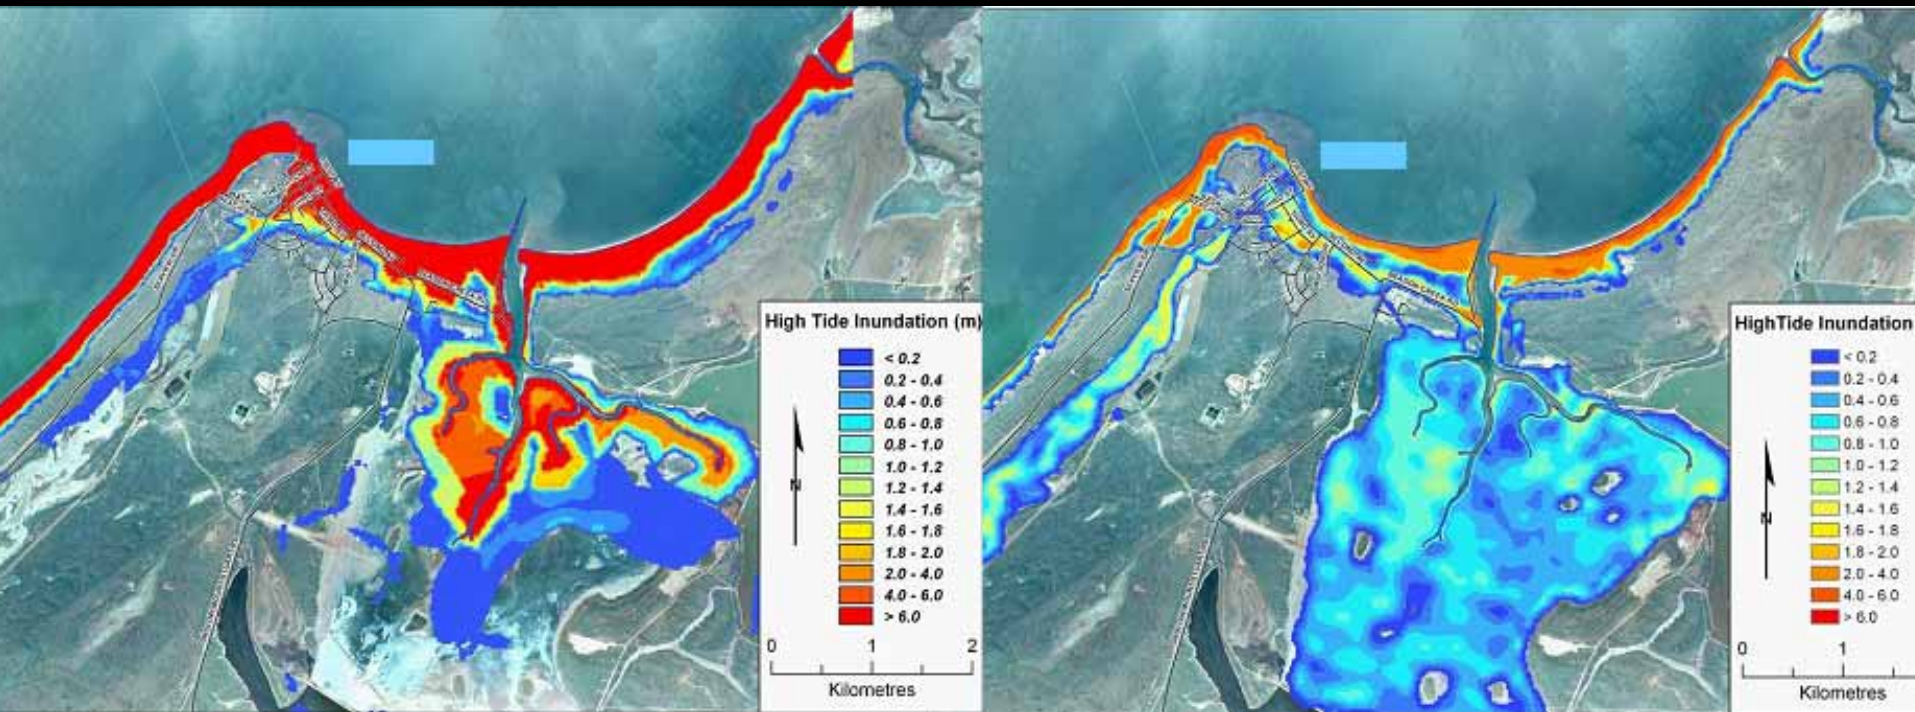 High Tide Inundation (m)
< 0.2
0.2 - 0.4
0.4 - 0.6
0.6 - 0.8
0.8 - 1.0
1.0 - 1.2
1.2 - 1.4
1.4 - 1.6
1.6 - 1.8
1.8 - 2.0
2.0 - 4.0
4.0 - 6.0
> 6.0
N
0 1 2
Kilometres
HighTide Inundation
< 0.2
0.2 - 0.4
0.4 - 0.6
0.6 - 0.8
0.8 - 1.0
1.0 - 1.2
1.2 - 1.4
1.4 - 1.6
1.6 - 1.8
1.8 - 2.0
2.0 - 4.0
4.0 - 6.0
> 6.0
N
0 1
Kilometres